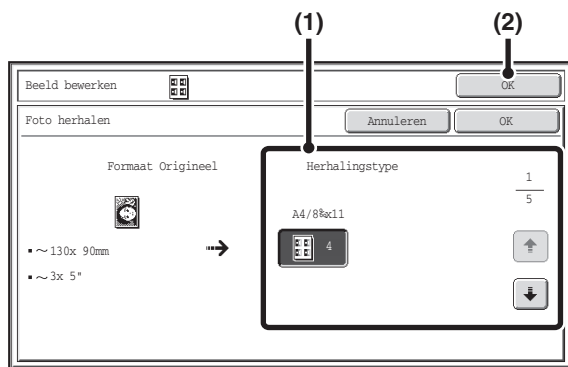 (1) (2)
Beeld bewerken OK
Foto herhalen Annuleren OK
Formaat Origineel Herhalingstype
1
5
A4/8½x11
4
~130x 90mm
~3x 5"